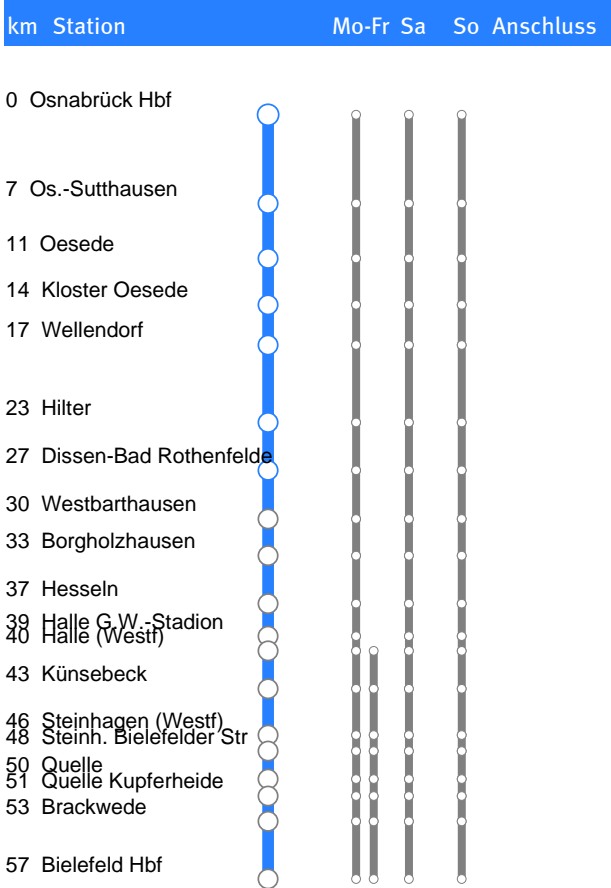 km Station Mo-Fr Sa So Anschluss
0 Osnabrück Hbf
7 Os.-Sutthausen
11 Oesede
14 Kloster Oesede
17 Wellendorf
23 Hilter
27 Dissen-Bad Rothenfelde
30 Westbarthausen
33 Borgholzhausen
37 Hesseln
39 Halle G.W.-Stadion
40 Halle (Westf)
43 Künsebeck
46 Steinhagen (Westf)
48 Steinh. Bielefelder Str
50 Quelle
51 Quelle Kupferheide
53 Brackwede
57 Bielefeld Hbf